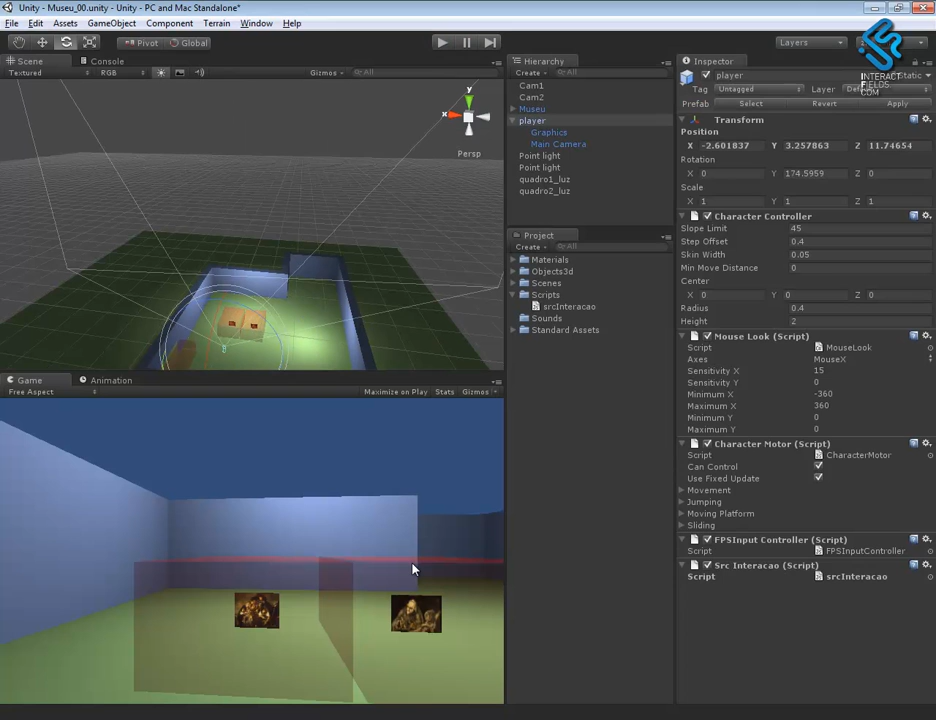 Unity - Museu_00.unity - PC and Mac Standalone*
File Edit Assets GameObject Component Terrain Window Help
Pivot Global Layers
INTERACT
FIELDS
.COM
Scene Console
Textured RGB Gizmos All
y
x
Persp
Game Animation
Free Aspect Maximize on Play Stats Gizmos
Hierarchy
Create All
Cam1
Cam2
Museu
player
Graphics
Main Camera
Point light
Point light
quadro1_luz
quadro2_luz
Project
Create All
Materials
Objects3d
Scenes
Scripts
srcInteracao
Sounds
Standard Assets
Inspector
player Static
Tag Untagged Layer
Prefab Select Revert Apply
Transform
Position
X -2.601837 Y 3.257863 Z 11.74654
Rotation
X 0 Y 174.5959 Z 0
Scale
X 1 Y 1 Z 1
Character Controller
Slope Limit 45
Step Offset 0.4
Skin Width 0.05
Min Move Distance 0
Center
X 0 Y 0 Z 0
Radius 0.4
Height 2
Mouse Look (Script)
Script MouseLook
Axes MouseX
Sensitivity X 15
Sensitivity Y 0
Minimum X -360
Maximum X 360
Minimum Y 0
Maximum Y 0
Character Motor (Script)
Script CharacterMotor
Can Control
Use Fixed Update
Movement
Jumping
Moving Platform
Sliding
FPSInput Controller (Script)
Script FPSInputController
Src Interacao (Script)
Script srcInteracao